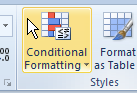 Conditional
Formatting
Format
as Table
Styles